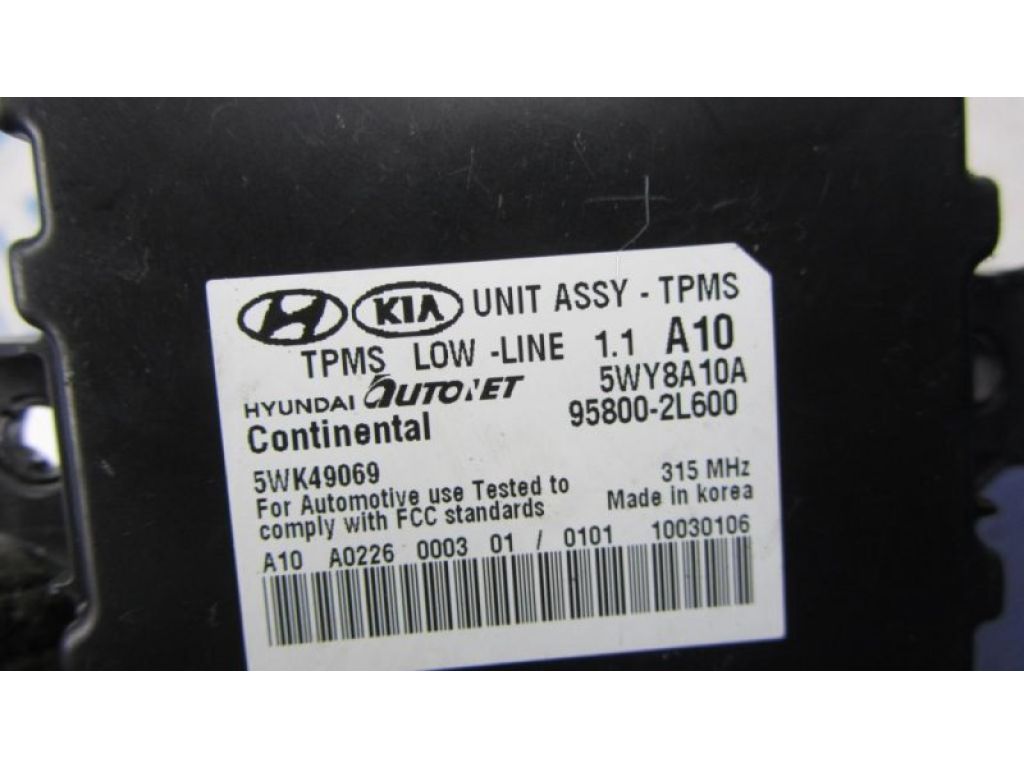 KIA UNIT ASSY - TPMS
TPMS LOW -LINE 1.1 A10
HYUNDAI AUTONET 5WY8A10A
Continental 95800-2L600
5WK49069 315 MHz
For Automotive use Tested to Made in korea
comply with FCC standards
A10 A0226 0003 01 / 0101 10030106